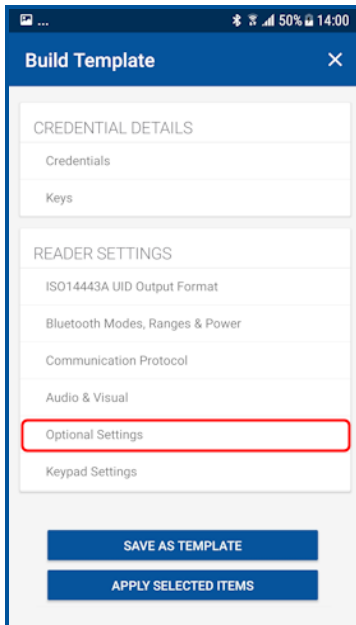 ... 50% 14:00
Build Template ×
CREDENTIAL DETAILS
Credentials
Keys
READER SETTINGS
ISO14443A UID Output Format
Bluetooth Modes, Ranges & Power
Communication Protocol
Audio & Visual
Optional Settings
Keypad Settings
SAVE AS TEMPLATE
APPLY SELECTED ITEMS